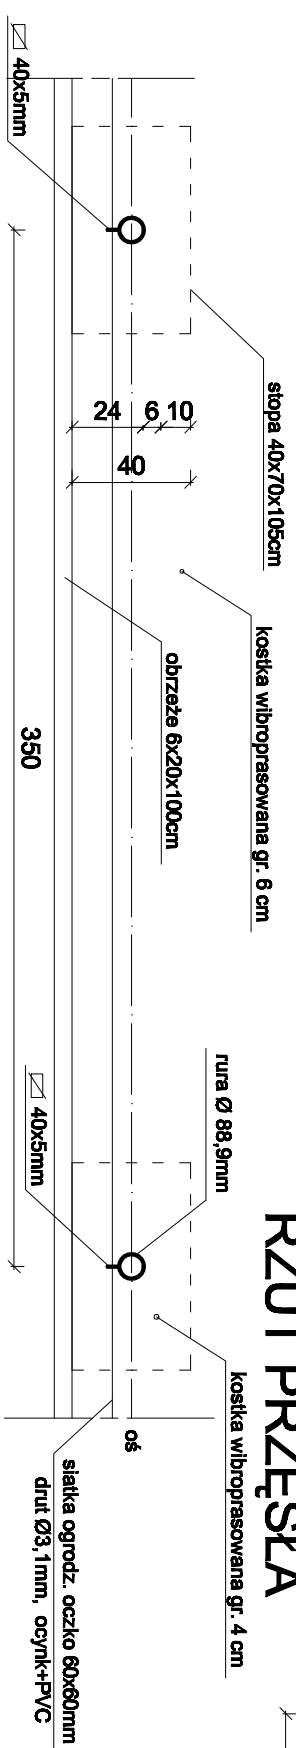 RZUT PRZĘSŁA
stopa 40x70x105cm
kostka wibroprasowana gr. 6 cm
kostka wibroprasowana gr. 4 cm
rura Ø 88,9mm
obrzeże 6x20x100cm
24 6 10
40
oś
siatka ogrodz. oczko 60x60mm
drut Ø3,1mm, ocynk+PVC
40x5mm
350
40x5mm